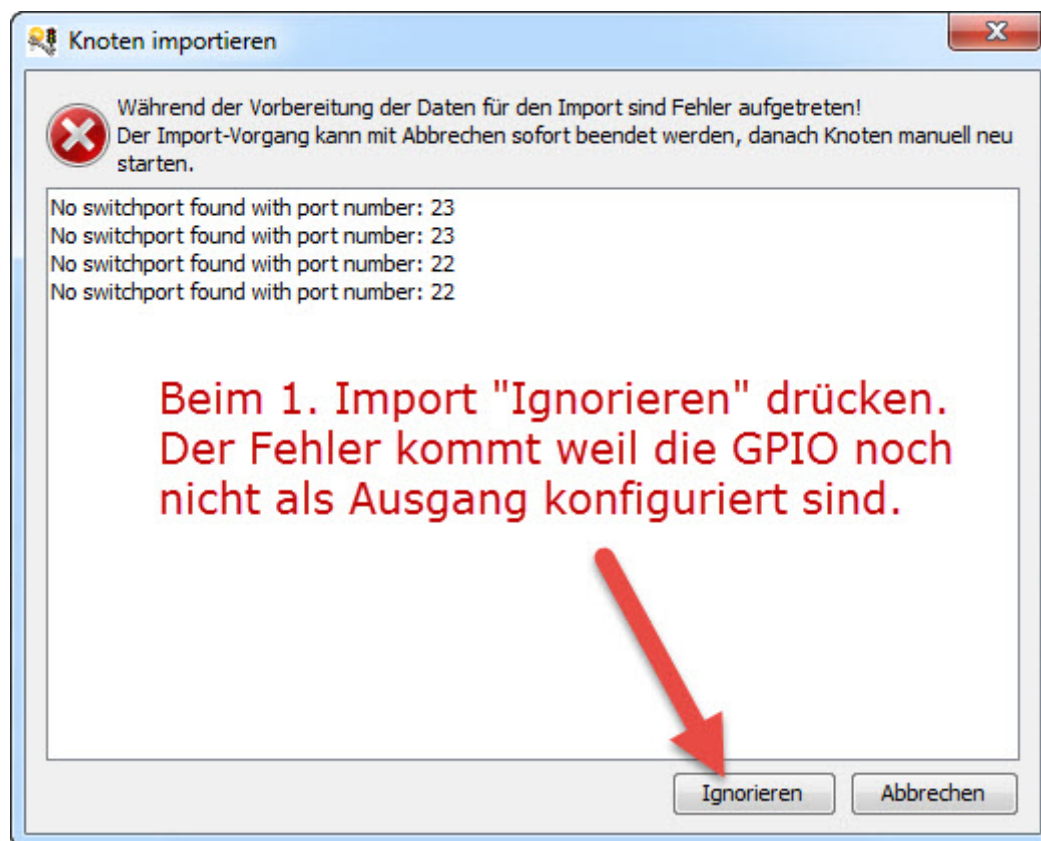 Knoten importieren
Während der Vorbereitung der Daten für den Import sind Fehler aufgetreten!
Der Import-Vorgang kann mit Abbrechen sofort beendet werden, danach Knoten manuell neu
starten.
No switchport found with port number: 23
No switchport found with port number: 23
No switchport found with port number: 22
No switchport found with port number: 22
Beim 1. Import "Ignorieren" drücken.
Der Fehler kommt weil die GPIO noch
nicht als Ausgang konfiguriert sind.
Ignorieren
Abbrechen